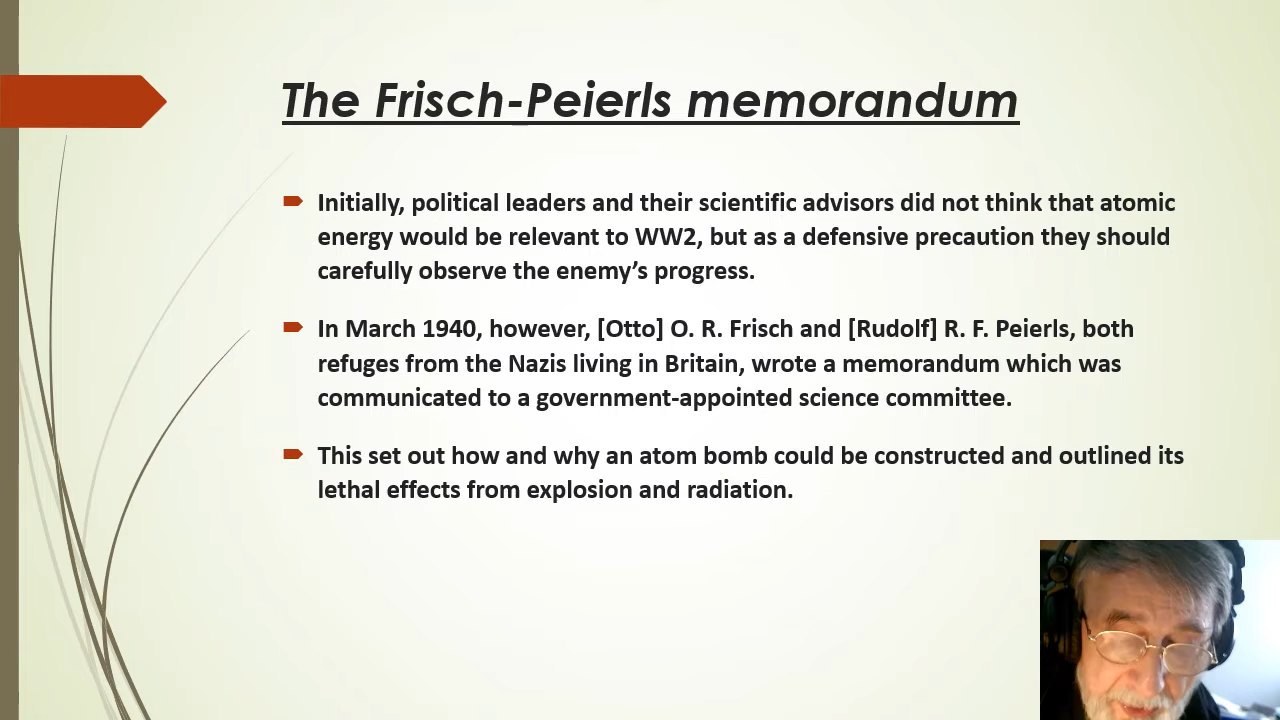 The Frisch-Peierls memorandum
Initially, political leaders and their scientific advisors did not think that atomic
energy would be relevant to WW2, but as a defensive precaution they should
carefully observe the enemy’s progress.
In March 1940, however, [Otto] O. R. Frisch and [Rudolf] R. F. Peierls, both
refuges from the Nazis living in Britain, wrote a memorandum which was
communicated to a government-appointed science committee.
This set out how and why an atom bomb could be constructed and outlined its
lethal effects from explosion and radiation.